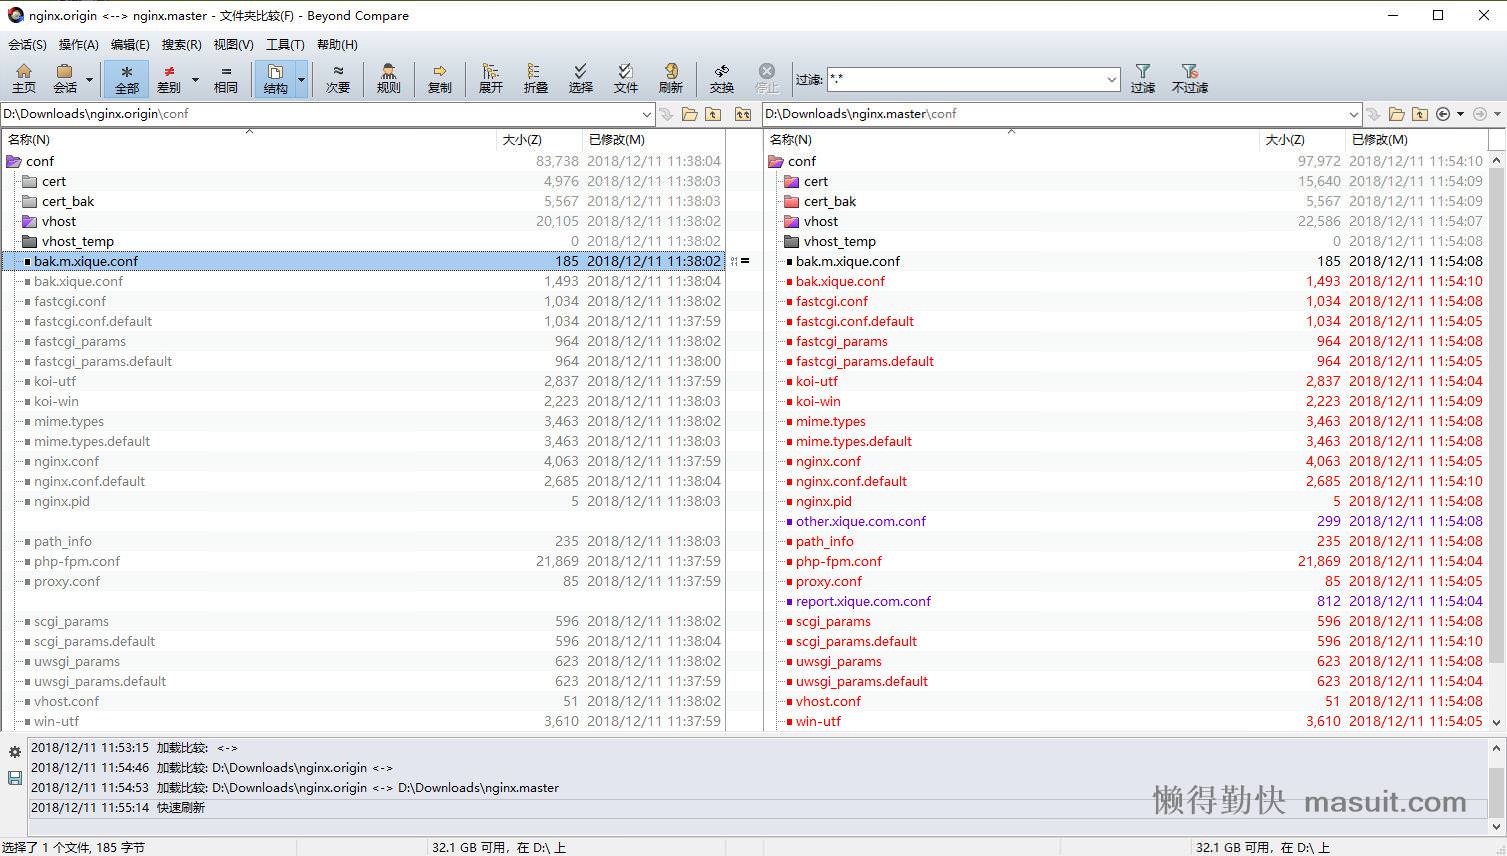 nginx.origin <--> nginx.master - 文件夹比较(F) - Beyond Compare
会话(S) 操作(A) 编辑(E) 搜索(R) 视图(V) 工具(T) 帮助(H)
主页 会话 全部 差别 相同 结构 次要 规则 复制 展开 折叠 选择 文件 刷新 交换 停止 过滤: *.* 过滤 不过滤
D:\Downloads\nginx.origin\conf D:\Downloads\nginx.master\conf
名称(N) 大小(Z) 已修改(M) 名称(N) 大小(Z) 已修改(M)
conf 83,738 2018/12/11 11:38:04 conf 97,972 2018/12/11 11:54:10
cert 4,976 2018/12/11 11:38:03 cert 15,640 2018/12/11 11:54:09
cert_bak 5,567 2018/12/11 11:38:03 cert_bak 5,567 2018/12/11 11:54:09
vhost 20,105 2018/12/11 11:38:02 vhost 22,586 2018/12/11 11:54:07
vhost_temp 0 2018/12/11 11:38:02 vhost_temp 0 2018/12/11 11:54:08
bak.m.xique.conf 185 2018/12/11 11:38:02 = bak.m.xique.conf 185 2018/12/11 11:54:08
bak.xique.conf 1,493 2018/12/11 11:38:04 bak.xique.conf 1,493 2018/12/11 11:54:10
fastcgi.conf 1,034 2018/12/11 11:38:02 fastcgi.conf 1,034 2018/12/11 11:54:08
fastcgi.conf.default 1,034 2018/12/11 11:37:59 fastcgi.conf.default 1,034 2018/12/11 11:54:05
fastcgi_params 964 2018/12/11 11:38:02 fastcgi_params 964 2018/12/11 11:54:08
fastcgi_params.default 964 2018/12/11 11:38:00 fastcgi_params.default 964 2018/12/11 11:54:05
koi-utf 2,837 2018/12/11 11:37:59 koi-utf 2,837 2018/12/11 11:54:04
koi-win 2,223 2018/12/11 11:38:03 koi-win 2,223 2018/12/11 11:54:09
mime.types 3,463 2018/12/11 11:38:02 mime.types 3,463 2018/12/11 11:54:08
mime.types.default 3,463 2018/12/11 11:38:03 mime.types.default 3,463 2018/12/11 11:54:08
nginx.conf 4,063 2018/12/11 11:37:59 nginx.conf 4,063 2018/12/11 11:54:05
nginx.conf.default 2,685 2018/12/11 11:38:04 nginx.conf.default 2,685 2018/12/11 11:54:10
nginx.pid 5 2018/12/11 11:38:03 nginx.pid 5 2018/12/11 11:54:08
other.xique.com.conf 299 2018/12/11 11:54:08
path_info 235 2018/12/11 11:38:03 path_info 235 2018/12/11 11:54:08
php-fpm.conf 21,869 2018/12/11 11:37:59 php-fpm.conf 21,869 2018/12/11 11:54:04
proxy.conf 85 2018/12/11 11:37:59 proxy.conf 85 2018/12/11 11:54:05
report.xique.com.conf 812 2018/12/11 11:54:04
scgi_params 596 2018/12/11 11:38:02 scgi_params 596 2018/12/11 11:54:08
scgi_params.default 596 2018/12/11 11:38:04 scgi_params.default 596 2018/12/11 11:54:10
uwsgi_params 623 2018/12/11 11:38:02 uwsgi_params 623 2018/12/11 11:54:08
uwsgi_params.default 623 2018/12/11 11:38:02 uwsgi_params.default 623 2018/12/11 11:54:04
vhost.conf 51 2018/12/11 11:38:02 vhost.conf 51 2018/12/11 11:54:08
win-utf 3,610 2018/12/11 11:37:59 win-utf 3,610 2018/12/11 11:54:05
2018/12/11 11:53:15 加载比较: <->
2018/12/11 11:54:46 加载比较: D:\Downloads\nginx.origin <->
2018/12/11 11:54:53 加载比较: D:\Downloads\nginx.origin <-> D:\Downloads\nginx.master
2018/12/11 11:55:14 快速刷新
懒得勤快 masuit.com
选择了 1 个文件, 185 字节 32.1 GB 可用，在 D:\ 上 32.1 GB 可用，在 D:\ 上